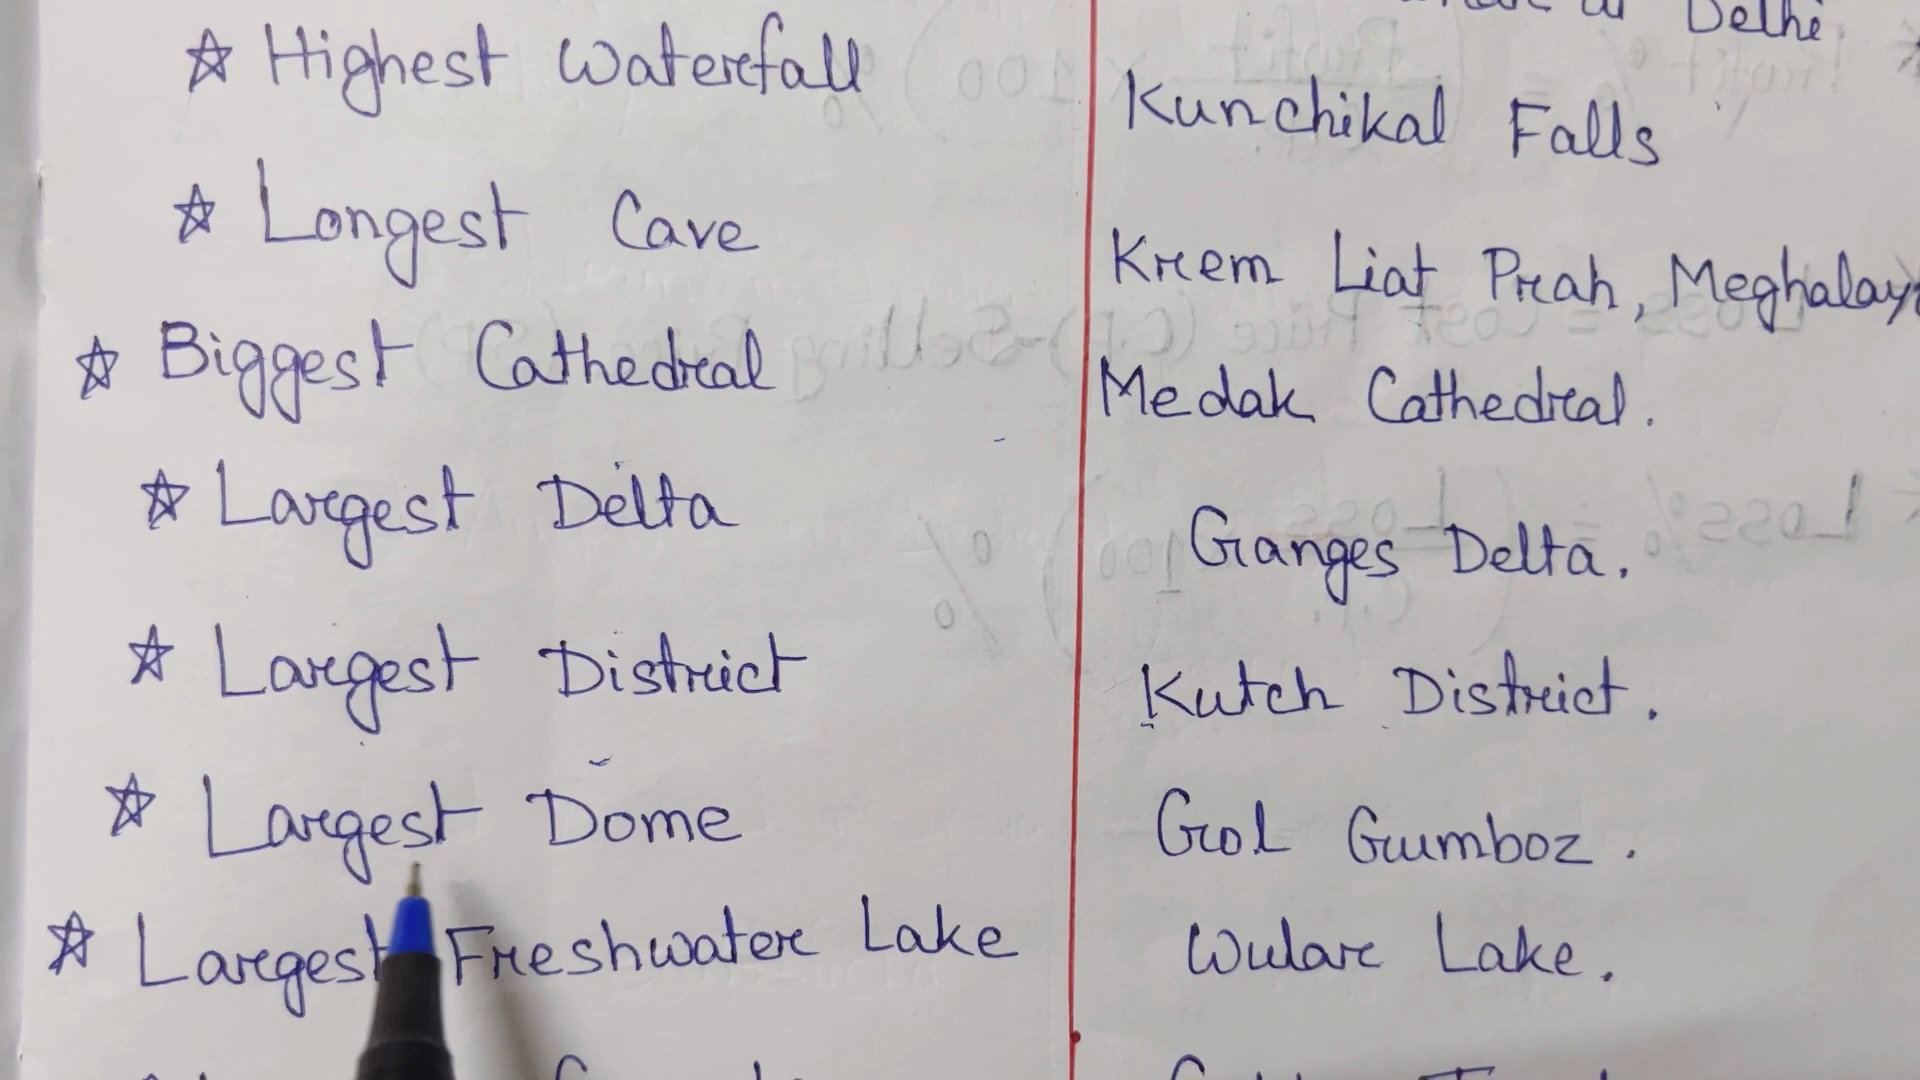 Delhi
☆ Highest Waterfall Kunchikal Falls
☆ Longest Cave Krem Liat Prah, Meghalaya
☆ Biggest Cathedral Medak Cathedral.
☆ Largest Delta Ganges Delta.
☆ Largest District Kutch District.
☆ Largest Dome Gol Gumboz.
☆ Largest Freshwater Lake Wular Lake.